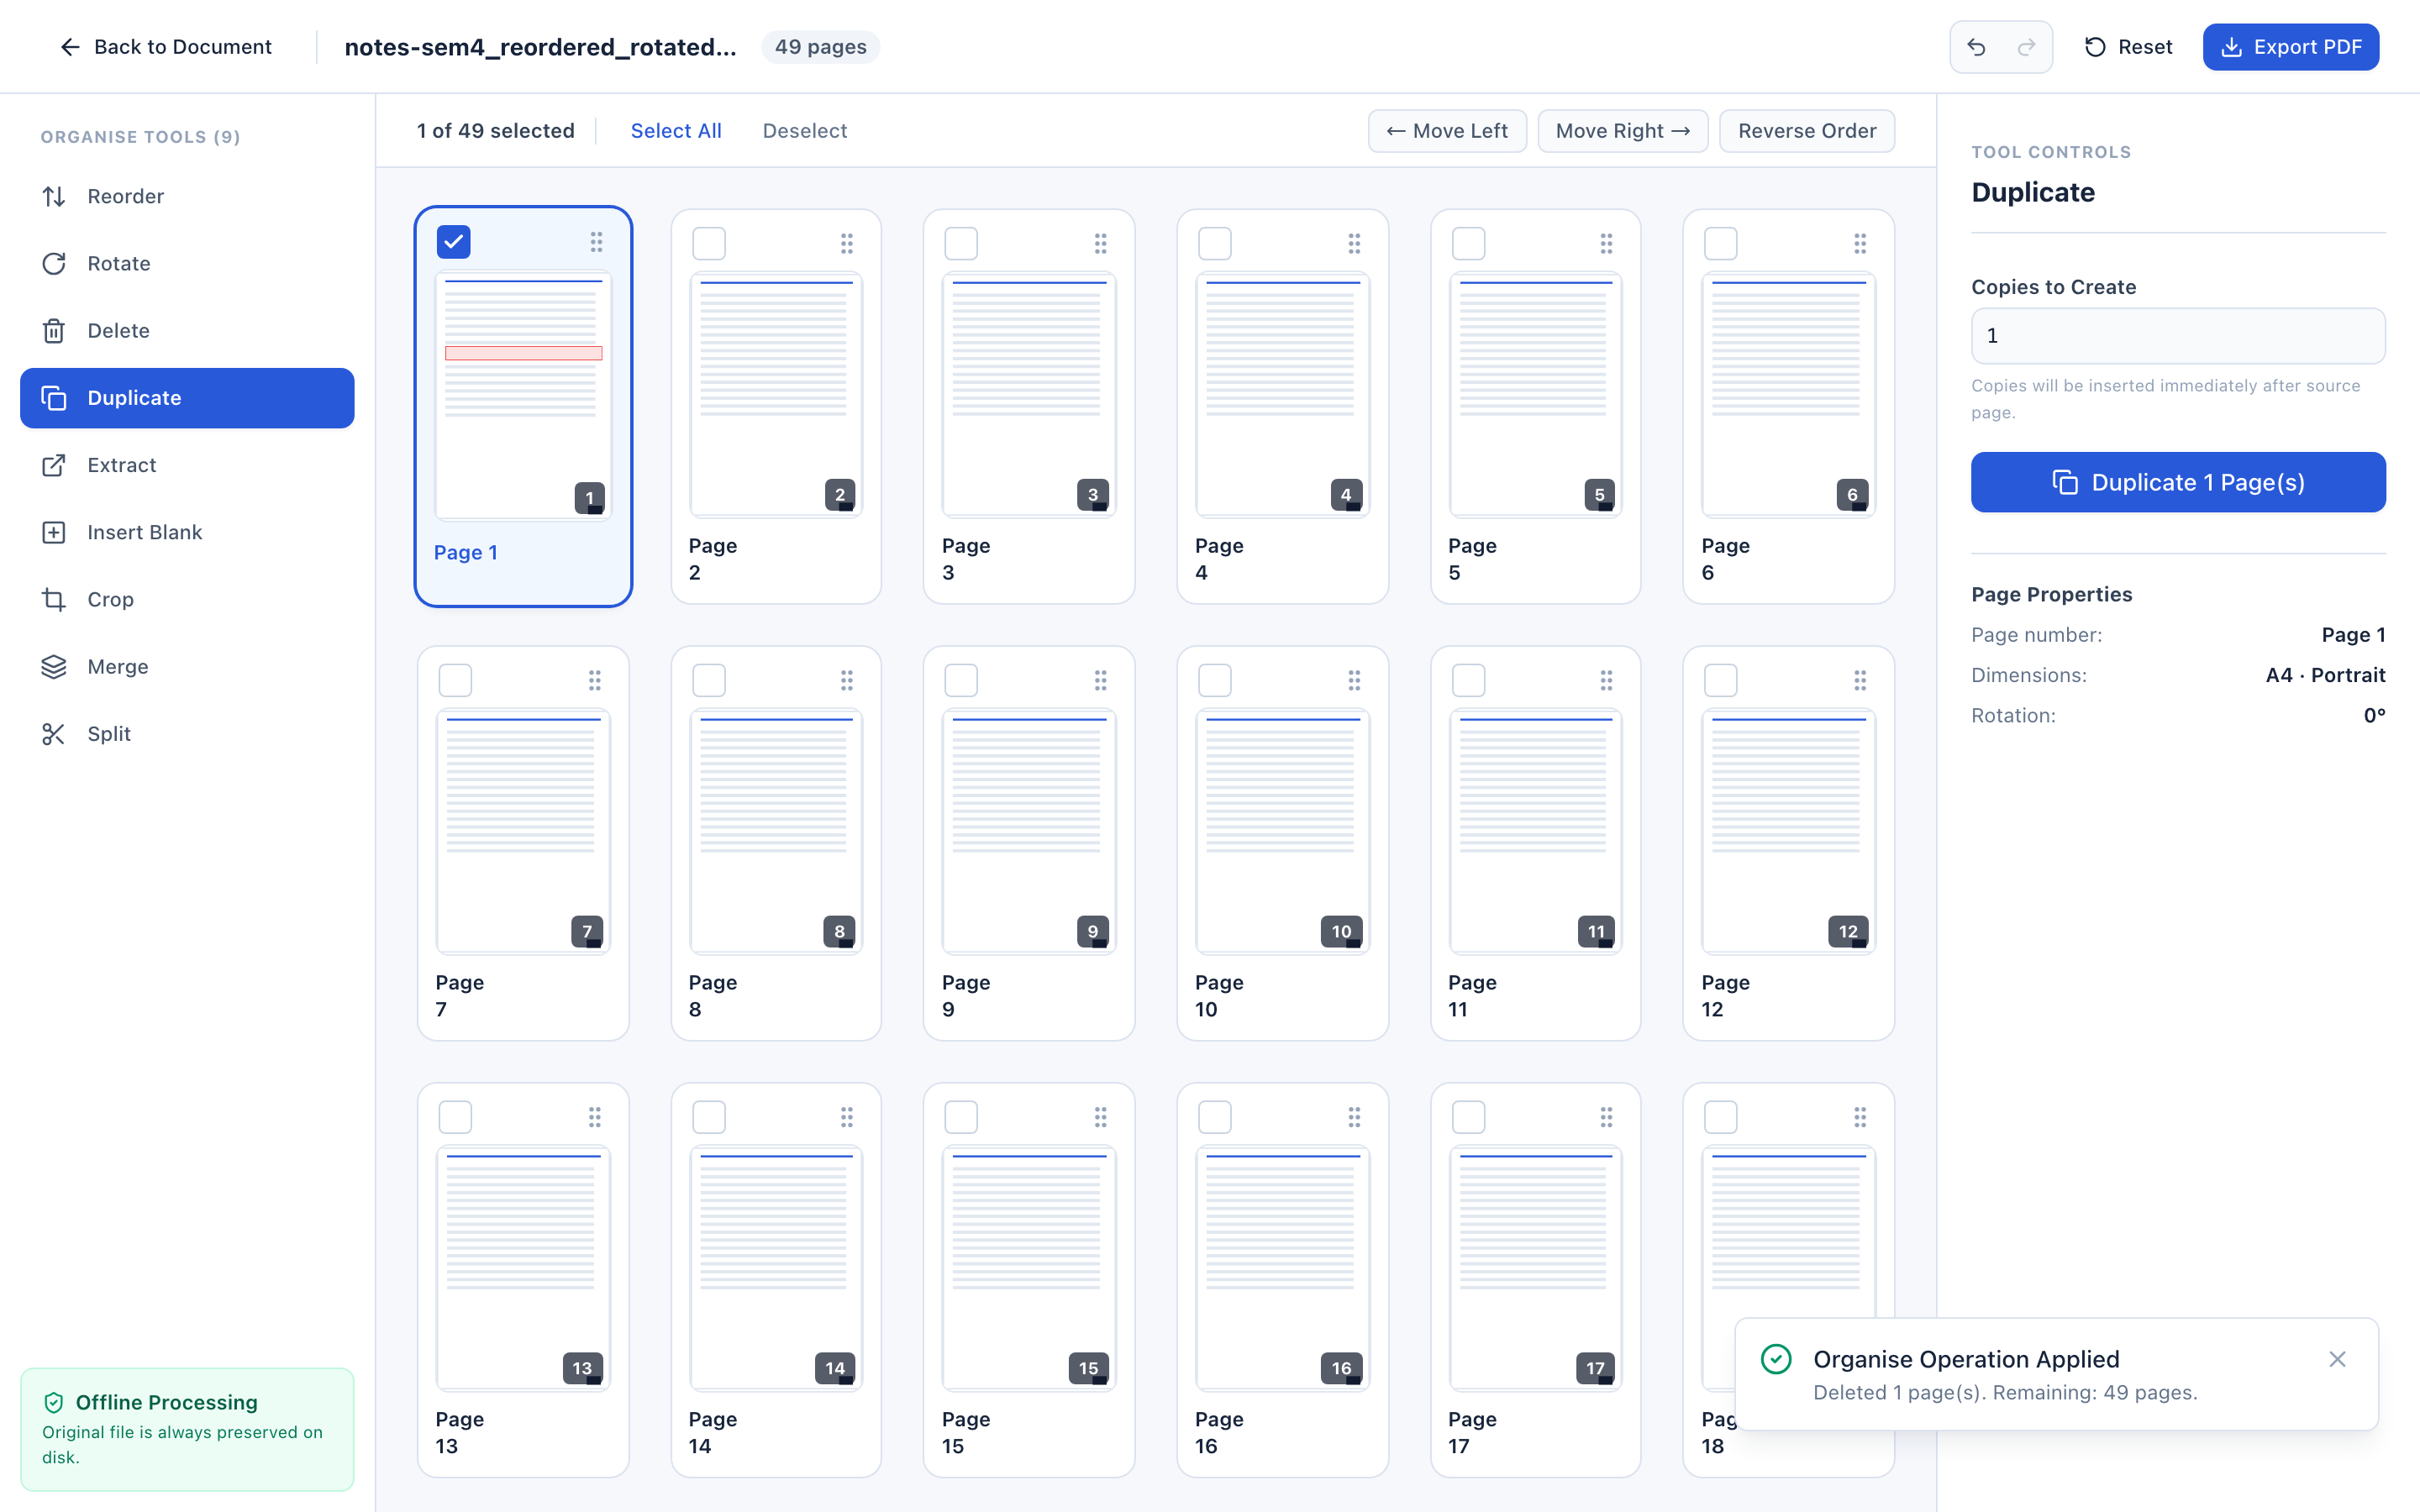 Back to Document
notes-sem4_reordered_rotated...
49 pages
Reset
Export PDF
ORGANISE TOOLS (9)
Reorder
Rotate
Delete
Duplicate
Extract
Insert Blank
Crop
Merge
Split
Offline Processing
Original file is always preserved on
disk.
1 of 49 selected
Select All
Deselect
← Move Left
Move Right →
Reverse Order
1
Page 1
2
Page
2
3
Page
3
4
Page
4
5
Page
5
6
Page
6
7
Page
7
8
Page
8
9
Page
9
10
Page
10
11
Page
11
12
Page
12
13
Page
13
14
Page
14
15
Page
15
16
Page
16
17
Page
17
18
TOOL CONTROLS
Duplicate
Copies to Create
1
Copies will be inserted immediately after source
page.
Duplicate 1 Page(s)
Page Properties
Page number: Page 1
Dimensions: A4 · Portrait
Rotation: 0°
Organise Operation Applied
Deleted 1 page(s). Remaining: 49 pages.